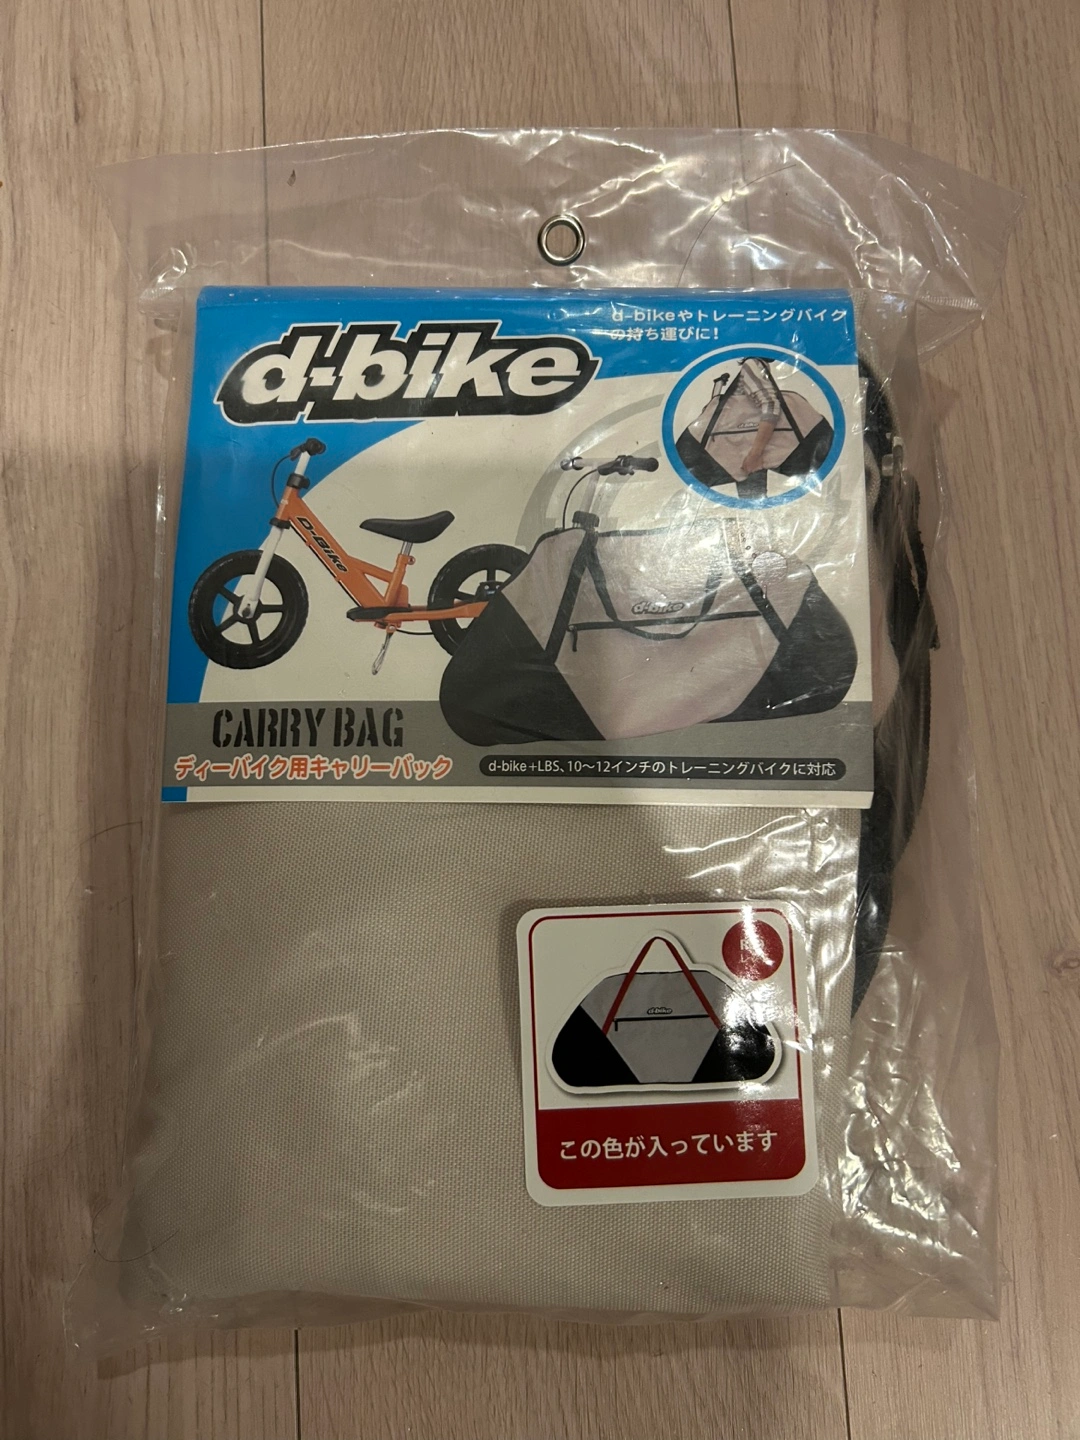 d-bike
d-bikeやトレーニングバイク
の持ち運びに!
D-Bike
d-bike
CARRY BAG
ディーバイク用キャリーバック
d-bike+LBS、10〜12インチのトレーニングバイクに対応
d-bike
この色が入っています